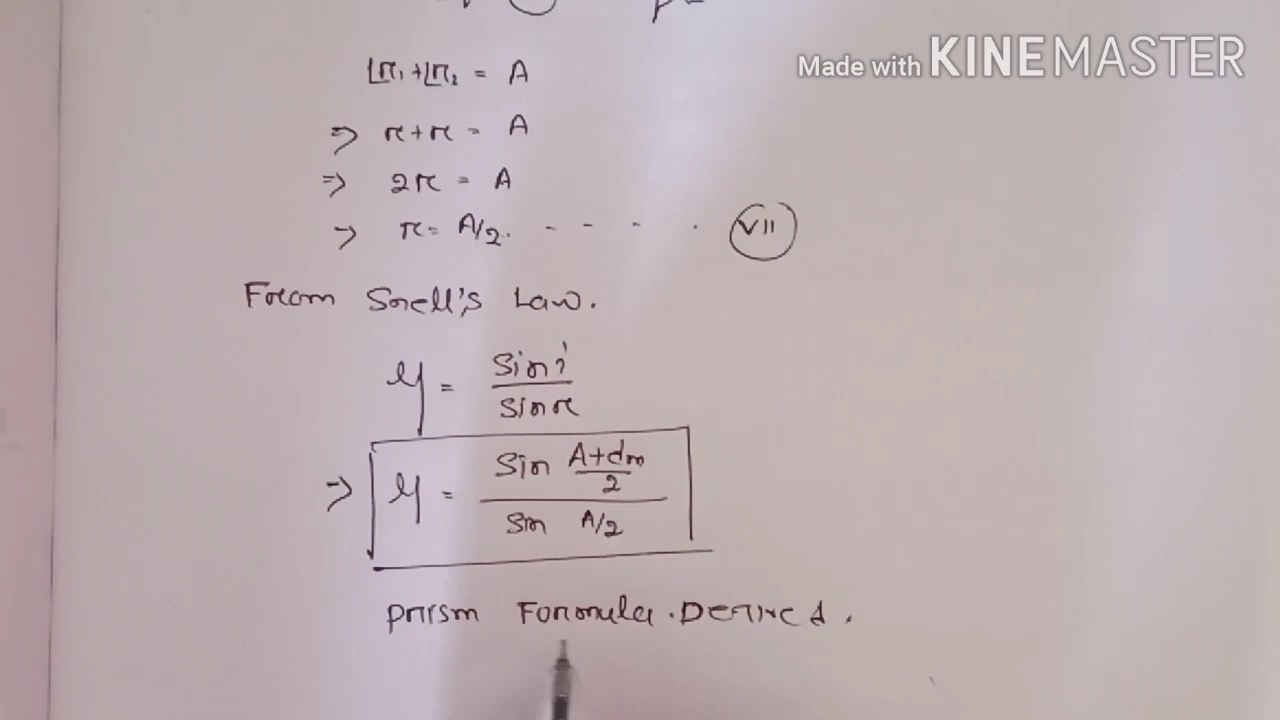 Made with KINEMASTER
∟r₁ + ∟r₂ = A
⇒ r + r = A
⇒ 2r = A
→ r = A/2. - - - . VII
From Snell's Law.
μ = sin i / sin r
⇒ μ = sin (A+dm)/2 / sin A/2
prism Formula. Derived.